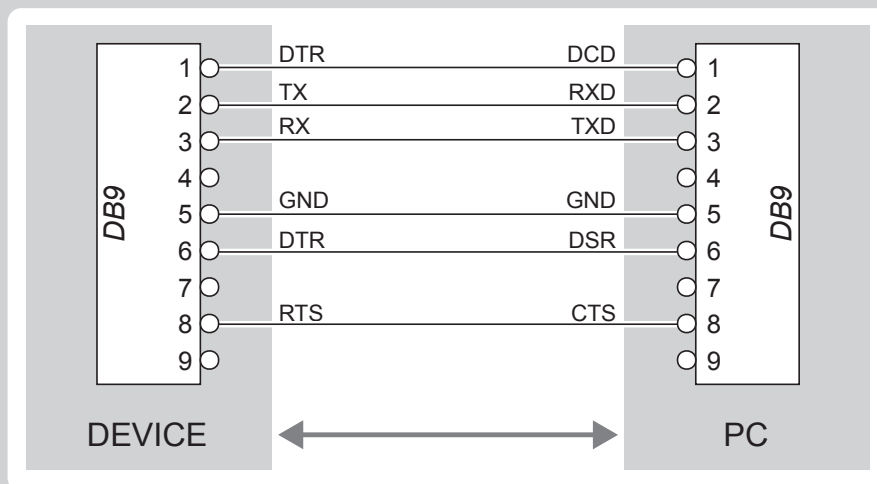 1 DTR DCD 1
2 TX RXD 2
3 RX TXD 3
4 4
5 GND GND 5
6 DTR DSR 6
7 7
8 RTS CTS 8
9 9
DB9 DB9
DEVICE PC